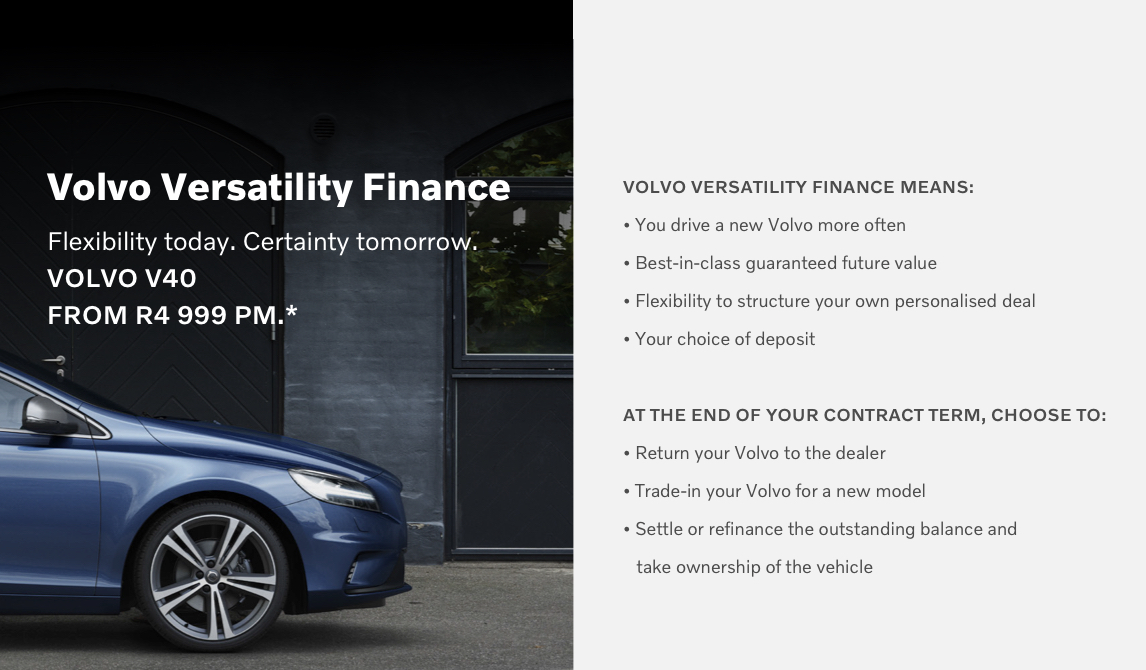 Volvo Versatility Finance
Flexibility today. Certainty tomorrow.
VOLVO V40
FROM R4 999 PM.*
VOLVO VERSATILITY FINANCE MEANS:
• You drive a new Volvo more often
• Best-in-class guaranteed future value
• Flexibility to structure your own personalised deal
• Your choice of deposit
AT THE END OF YOUR CONTRACT TERM, CHOOSE TO:
• Return your Volvo to the dealer
• Trade-in your Volvo for a new model
• Settle or refinance the outstanding balance and
take ownership of the vehicle